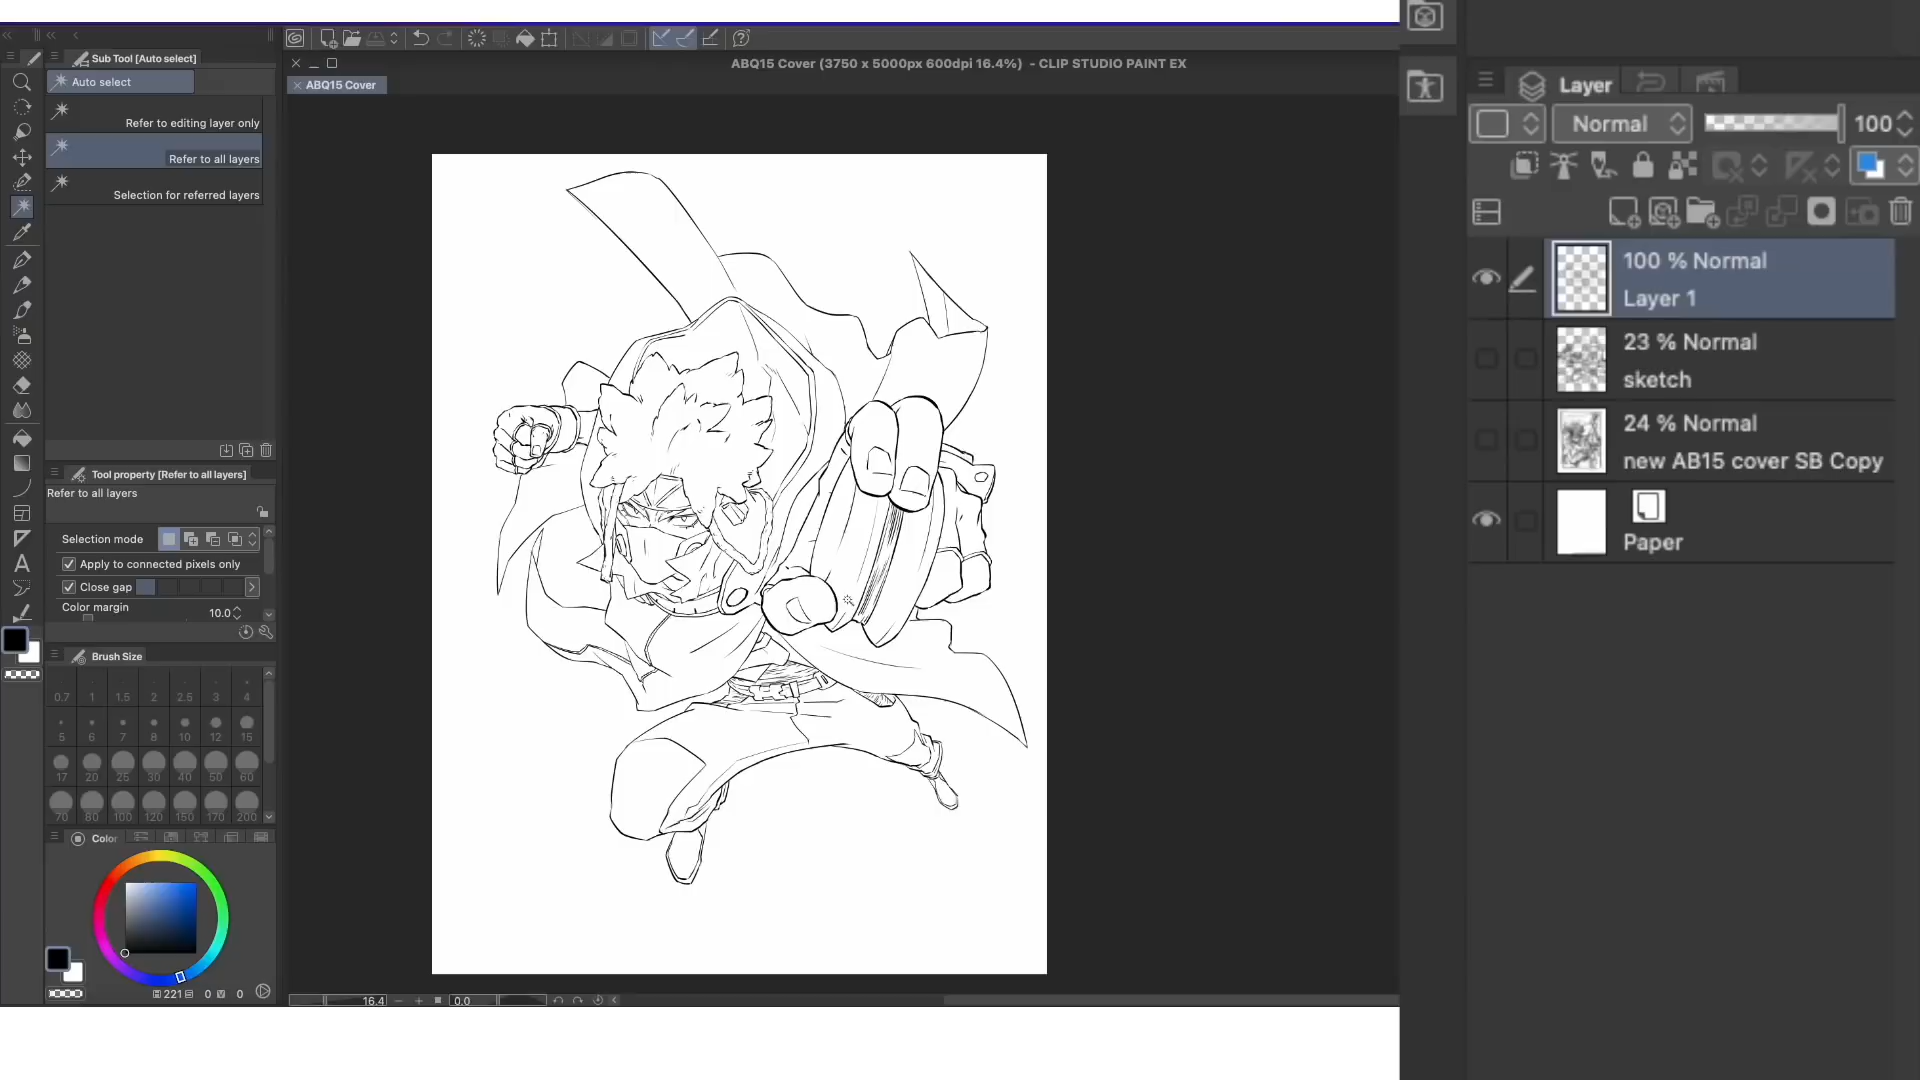 ABQ15 Cover (3750 x 5000px 600dpi 16.4%) - CLIP STUDIO PAINT EX
ABQ15 Cover
Sub Tool [Auto select]
Auto select
Refer to editing layer only
Refer to all layers
Selection for referred layers
Tool property [Refer to all layers]
Refer to all layers
Selection mode
Apply to connected pixels only
Close gap
Color margin
10.0
Brush Size
0.7 1 1.5 2 2.5 3 4
5 6 7 8 10 12 15
17 20 25 30 40 50 60
70 80 100 120 150 170 200
Color
221 0 0
16.4
0.0
Layer
Normal
100
100 % Normal
Layer 1
23 % Normal
sketch
24 % Normal
new AB15 cover SB Copy
Paper